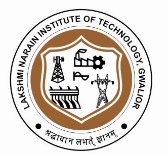 LAKSHMI NARAIN INSTITUTE OF TECHNOLOGY, GWALIOR
श्रद्धावान लभते ज्ञानम्